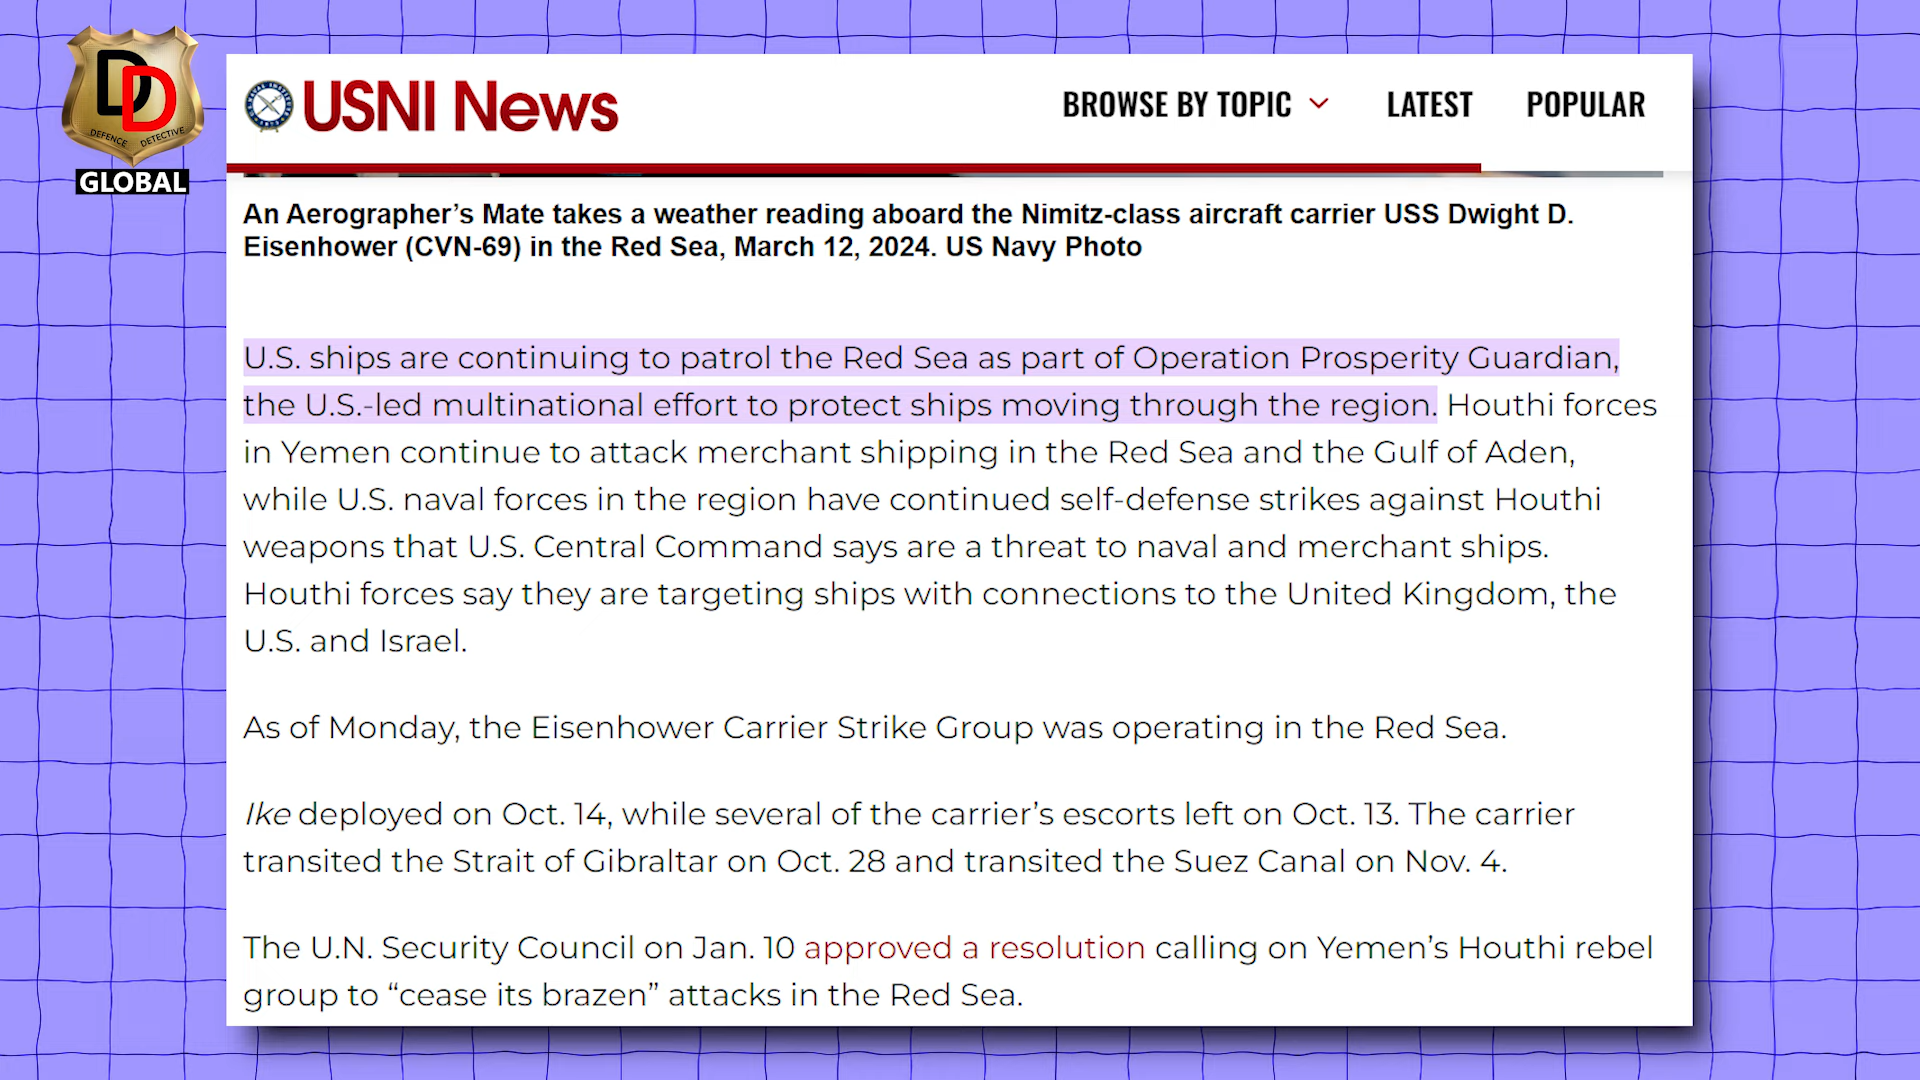 DD
DEFENCE DETECTIVE
GLOBAL
USNI News
BROWSE BY TOPIC LATEST POPULAR
An Aerographer’s Mate takes a weather reading aboard the Nimitz-class aircraft carrier USS Dwight D.
Eisenhower (CVN-69) in the Red Sea, March 12, 2024. US Navy Photo
U.S. ships are continuing to patrol the Red Sea as part of Operation Prosperity Guardian,
the U.S.-led multinational effort to protect ships moving through the region. Houthi forces
in Yemen continue to attack merchant shipping in the Red Sea and the Gulf of Aden,
while U.S. naval forces in the region have continued self-defense strikes against Houthi
weapons that U.S. Central Command says are a threat to naval and merchant ships.
Houthi forces say they are targeting ships with connections to the United Kingdom, the
U.S. and Israel.
As of Monday, the Eisenhower Carrier Strike Group was operating in the Red Sea.
Ike deployed on Oct. 14, while several of the carrier’s escorts left on Oct. 13. The carrier
transited the Strait of Gibraltar on Oct. 28 and transited the Suez Canal on Nov. 4.
The U.N. Security Council on Jan. 10 approved a resolution calling on Yemen’s Houthi rebel
group to “cease its brazen” attacks in the Red Sea.